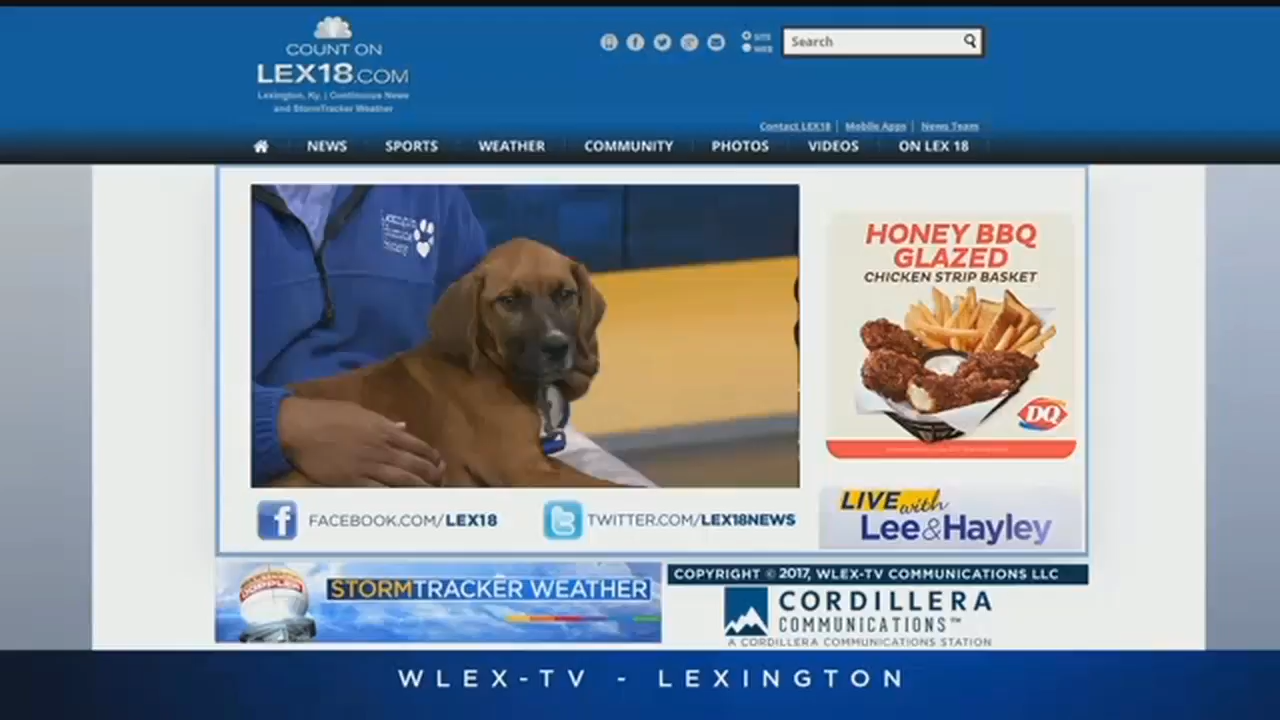 COUNT ON
LEX18.COM
Lexington, Ky. | Continuous News
and StormTracker Weather
SITE
WEB
Search
Contact LEX18 | Mobile Apps | News Team
NEWS SPORTS WEATHER COMMUNITY PHOTOS VIDEOS ON LEX 18
HONEY BBQ
GLAZED
CHICKEN STRIP BASKET
DQ
FACEBOOK.COM/LEX18
TWITTER.COM/LEX18NEWS
LIVE with
Lee&Hayley
DOPPLER
STORMTRACKER WEATHER
COPYRIGHT © 2017, WLEX-TV COMMUNICATIONS LLC
CORDILLERA
COMMUNICATIONS™
A CORDILLERA COMMUNICATIONS STATION
WLEX-TV - LEXINGTON